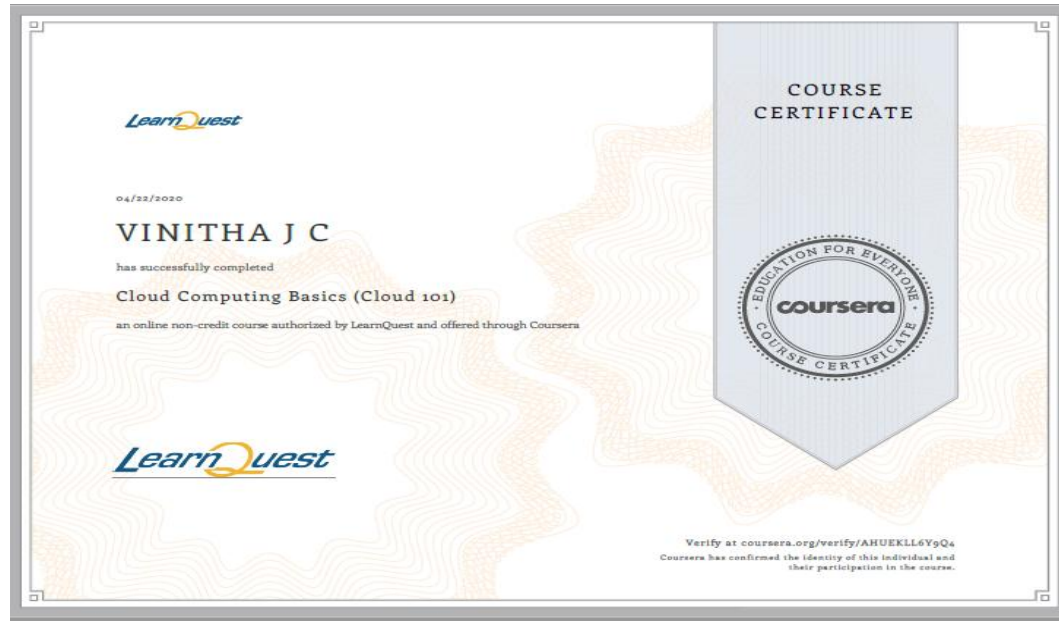 LearnQuest
04/22/2020
VINITHA J C
has successfully completed
Cloud Computing Basics (Cloud 101)
an online non-credit course authorized by LearnQuest and offered through Coursera
LearnQuest
COURSE
CERTIFICATE
EDUCATION FOR EVERYONE
coursera
COURSE CERTIFICATE
Verify at coursera.org/verify/AHUEKLL6Y9Q4
Coursera has confirmed the identity of this individual and
their participation in the course.